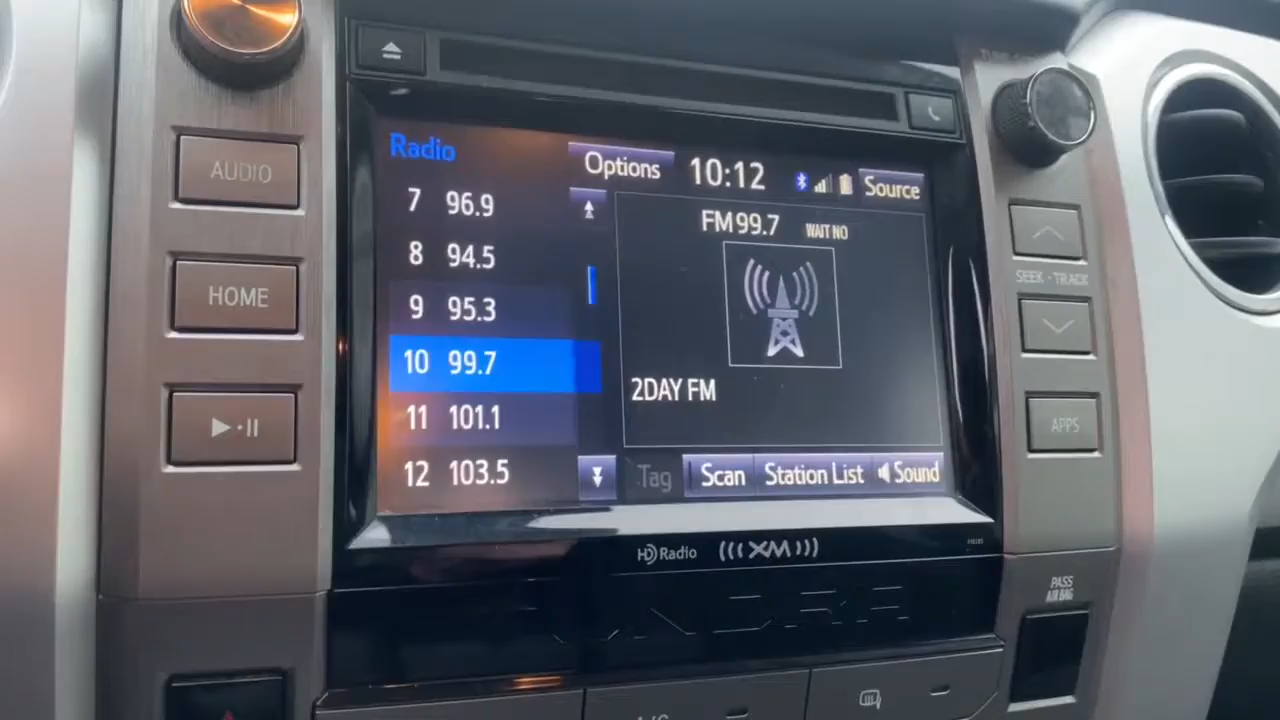 AUDIO
HOME
Radio
7 96.9
8 94.5
9 95.3
10 99.7
11 101.1
12 103.5
Options
10:12
Source
FM 99.7 WAIT NO
2DAY FM
Tag
Scan
Station List
Sound
HD Radio
((( XM )))
SEEK · TRACK
APPS
PASS
AIR BAG
A/C